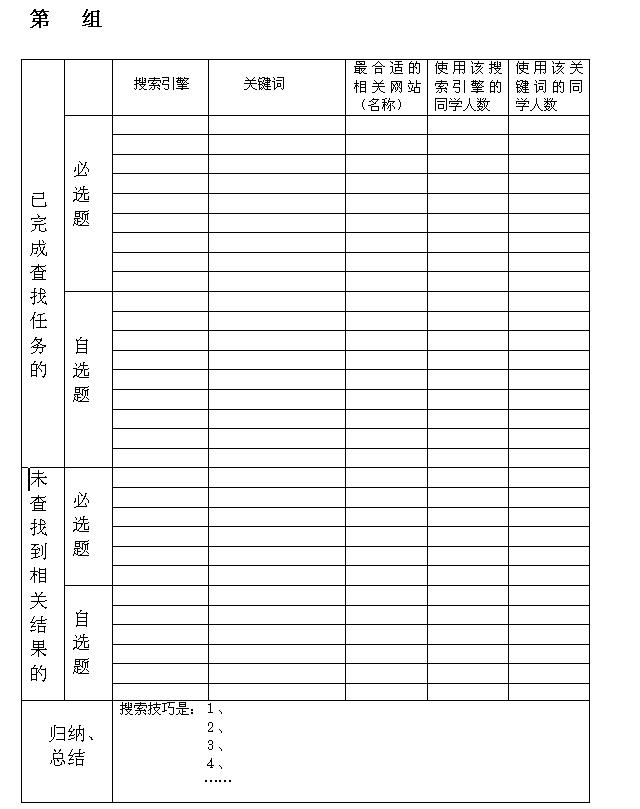 第 组
搜索引擎
关键词
最合适的
相关网站
（名称）
使用该搜
索引擎的
同学人数
使用该关
键词的同
学人数
已完成查找任务的
必选题
自选题
未查找到相关结果的
必选题
自选题
归纳、
总结
搜索技巧是：1、
2、
3、
4、
……